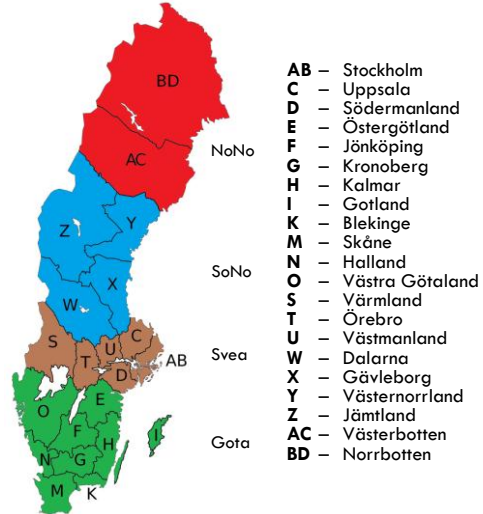 BD
AC
NoNo
Z
Y
SoNo
X
W
S
C
U
AB
Svea
T
D
O
E
F
H
I
Gota
N
G
M
K
AB – Stockholm
C – Uppsala
D – Södermanland
E – Östergötland
F – Jönköping
G – Kronoberg
H – Kalmar
I – Gotland
K – Blekinge
M – Skåne
N – Halland
O – Västra Götaland
S – Värmland
T – Örebro
U – Västmanland
W – Dalarna
X – Gävleborg
Y – Västernorrland
Z – Jämtland
AC – Västerbotten
BD – Norrbotten